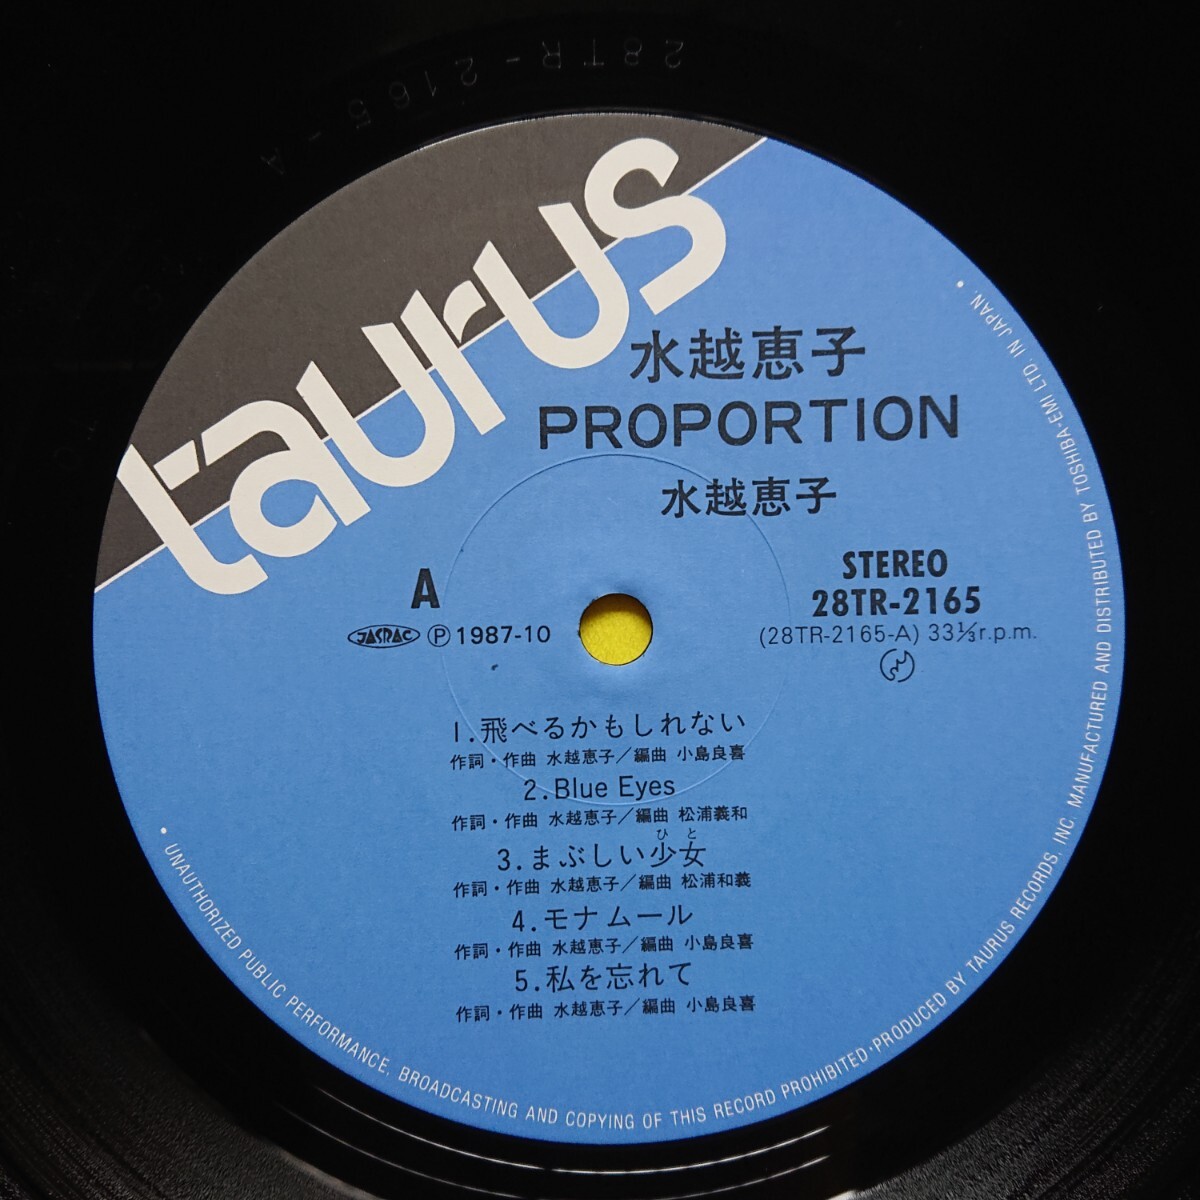 28TR-2165-A
taurus
水越恵子
PROPORTION
水越恵子
A
STEREO
28TR-2165
JASRAC ℗ 1987-10
(28TR-2165-A) 33⅓r.p.m.
1.飛べるかもしれない
作詞・作曲 水越恵子／編曲 小島良喜
2.Blue Eyes
作詞・作曲 水越恵子／編曲 松浦義和
ひと
3.まぶしい少女
作詞・作曲 水越恵子／編曲 松浦和義
4.モナムール
作詞・作曲 水越恵子／編曲 小島良喜
5.私を忘れて
作詞・作曲 水越恵子／編曲 小島良喜
• UNAUTHORIZED PUBLIC PERFORMANCE, BROADCASTING AND COPYING OF THIS RECORD PROHIBITED•PRODUCED BY TAURUS RECORDS, INC. MANUFACTURED AND DISTRIBUTED BY TOSHIBA-EMI LTD. IN JAPAN. •